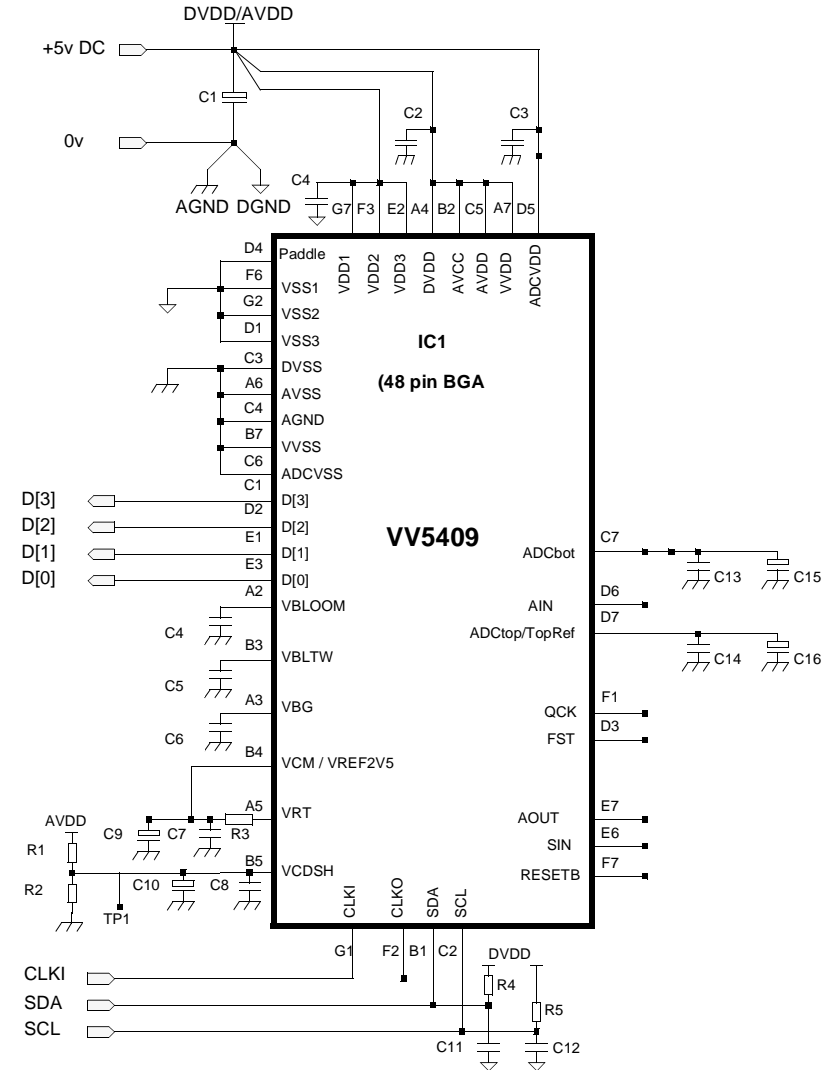 DVDD/AVDD
+5v DC
C1
C2
C3
0v
AGND DGND
C4
G7 F3 E2 A4 B2 C5 A7 D5
VDD1 VDD2 VDD3 DVDD AVCC AVDD VVDD ADCVDD
D4
Paddle
F6
VSS1
G2
VSS2
D1
VSS3
IC1
C3
DVSS
(48 pin BGA
A6
AVSS
C4
AGND
B7
VVSS
C6
ADCVSS
C1
D[3]
D[3]
D2
D[2]
D[2]
E1
D[1]
D[1]
E3
D[0]
D[0]
VV5409
C7
ADCbot
C13
C15
A2
VBLOOM
C4
D6
AIN
D7
ADCtop/TopRef
C14
C16
B3
VBLTW
C5
A3
VBG
C6
F1
QCK
D3
FST
B4
VCM / VREF2V5
A5
VRT
AVDD
C9
C7
R3
E7
AOUT
E6
SIN
R1
B5
VCDSH
F7
RESETB
R2
C10
C8
TP1
CLKI CLKO SDA SCL
G1 F2 B1 C2
DVDD
CLKI
R4
SDA
R5
SCL
C11
C12